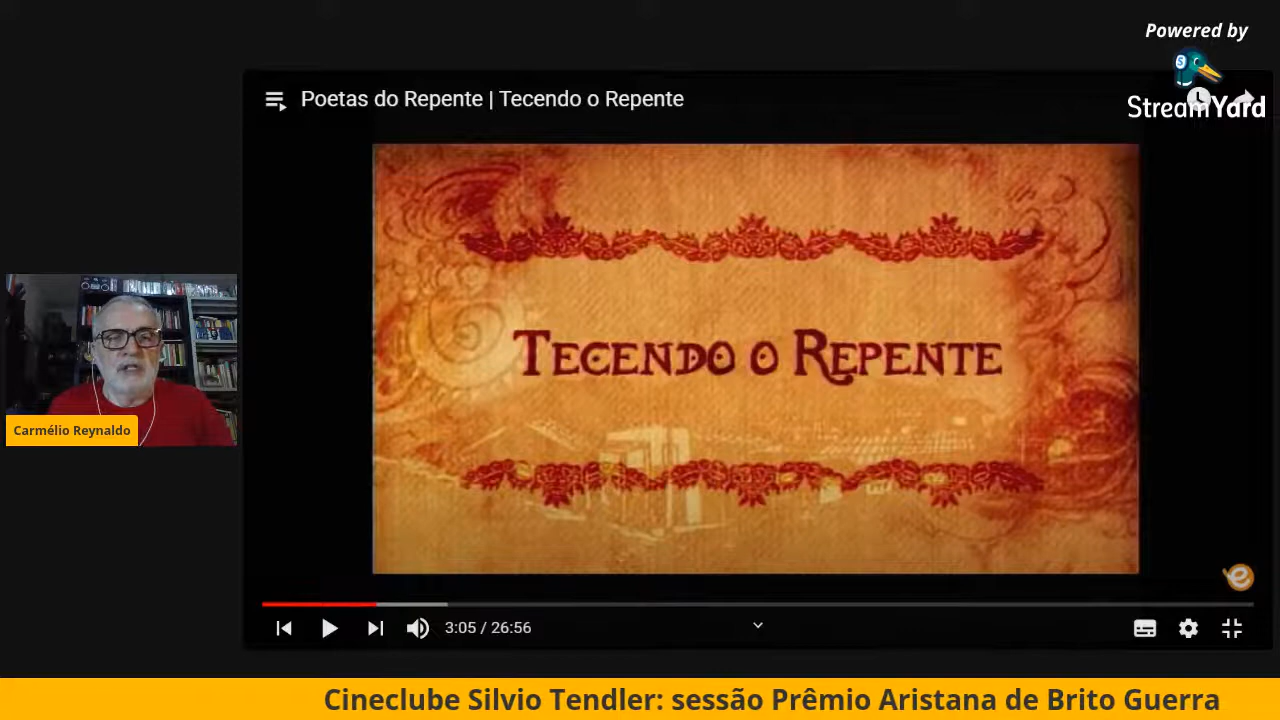 Powered by
StreamYard
Poetas do Repente | Tecendo o Repente
TECENDO O REPENTE
Carmélio Reynaldo
3:05 / 26:56
Cineclube Silvio Tendler: sessão Prêmio Aristana de Brito Guerra